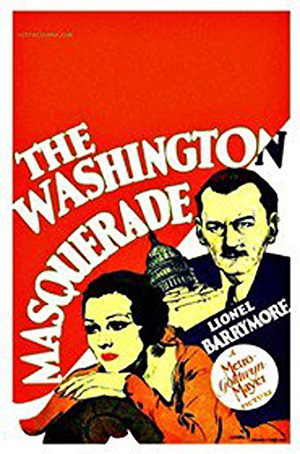 THE
WASHINGTON
MASQUERADE
LIONEL
BARRYMORE
A
Metro-
Goldwyn
Mayer
PICTURE